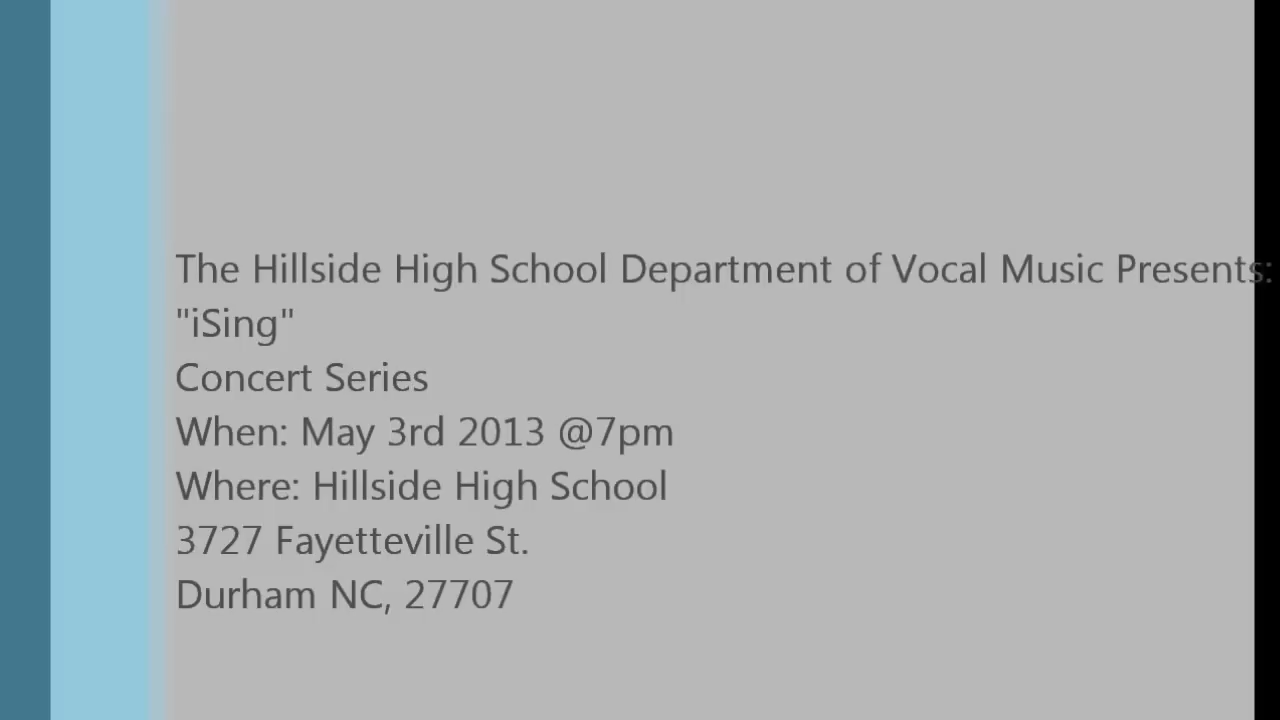 The Hillside High School Department of Vocal Music Presents:
"iSing"
Concert Series
When: May 3rd 2013 @7pm
Where: Hillside High School
3727 Fayetteville St.
Durham NC, 27707